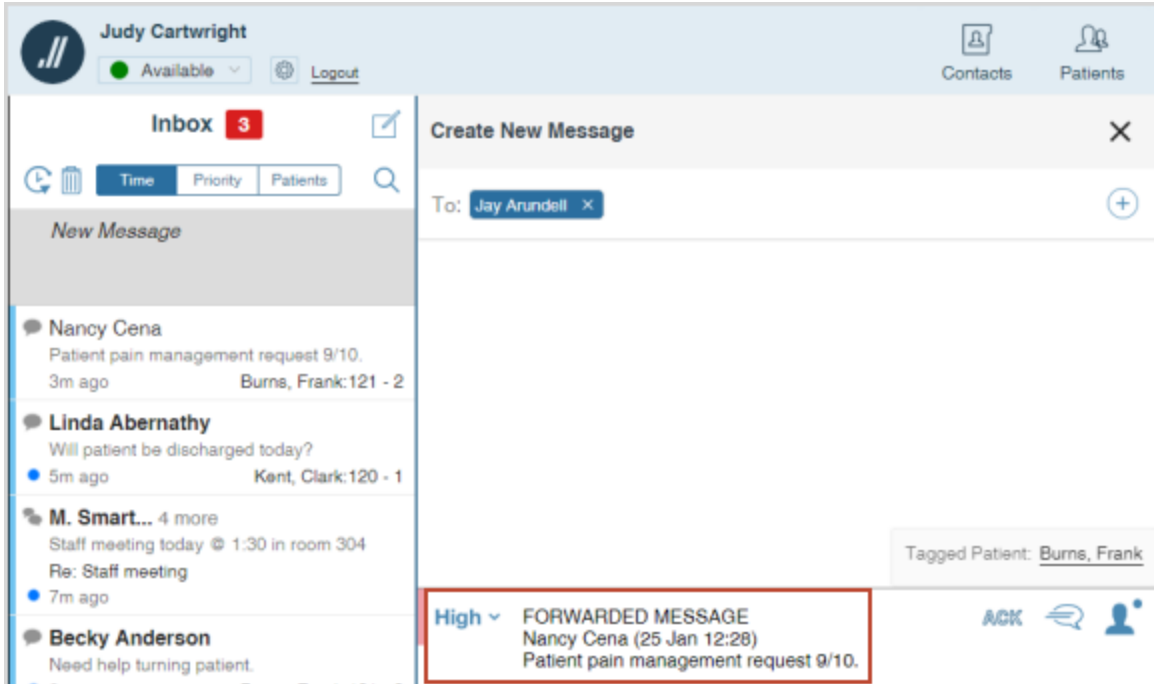 Judy Cartwright
Available
Logout
Contacts
Patients
Inbox 3
Time Priority Patients
New Message
Nancy Cena
Patient pain management request 9/10.
3m ago Burns, Frank:121 - 2
Linda Abernathy
Will patient be discharged today?
5m ago Kent, Clark:120 - 1
M. Smart... 4 more
Staff meeting today @ 1:30 in room 304
Re: Staff meeting
7m ago
Becky Anderson
Need help turning patient.
Create New Message
To: Jay Arundell ×
Tagged Patient: Burns, Frank
High FORWARDED MESSAGE
Nancy Cena (25 Jan 12:28)
Patient pain management request 9/10.
ACK